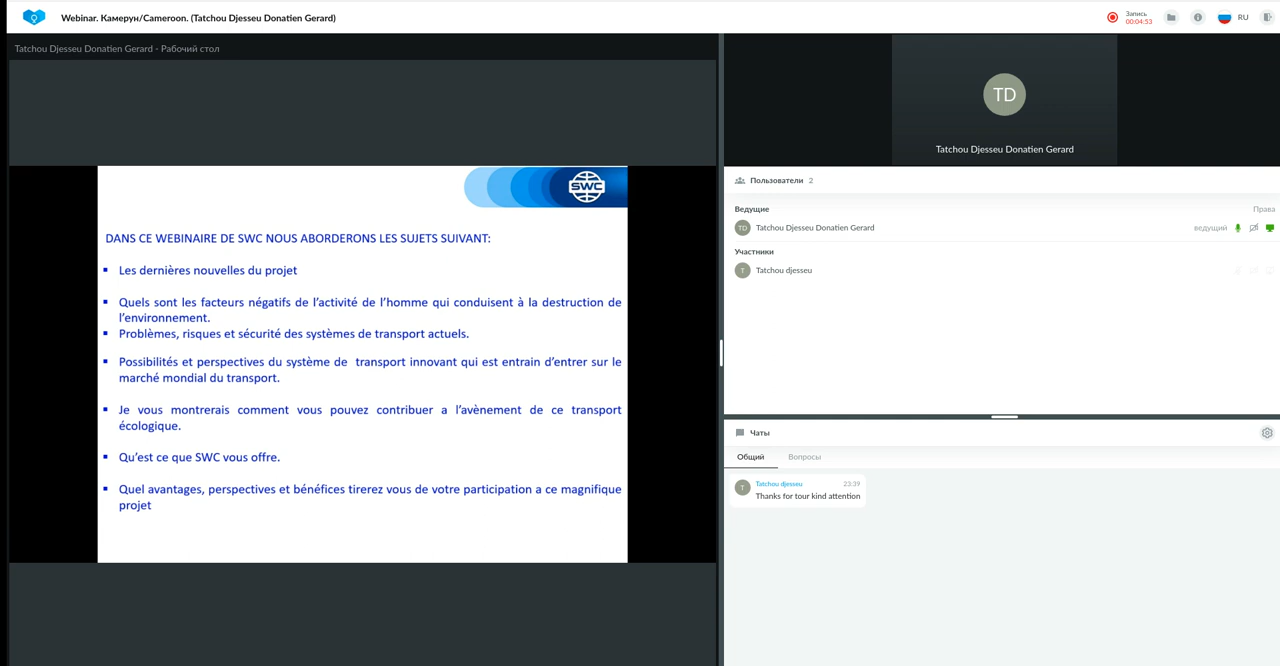 Webinar. Камерун/Cameroon. (Tatchou Djesseu Donatien Gerard)
Запись
00:04:53
RU
Tatchou Djesseu Donatien Gerard - Рабочий стол
SWC
DANS CE WEBINAIRE DE SWC NOUS ABORDERONS LES SUJETS SUIVANT:
▪ Les dernières nouvelles du projet
▪ Quels sont les facteurs négatifs de l'activité de l'homme qui conduisent à la destruction de
l'environnement.
▪ Problèmes, risques et sécurité des systèmes de transport actuels.
▪ Possibilités et perspectives du système de transport innovant qui est entrain d'entrer sur le
marché mondial du transport.
▪ Je vous montrerais comment vous pouvez contribuer a l'avènement de ce transport
écologique.
▪ Qu'est ce que SWC vous offre.
▪ Quel avantages, perspectives et bénéfices tirerez vous de votre participation a ce magnifique
projet
TD
Tatchou Djesseu Donatien Gerard
Пользователи 2
Ведущие Права
TD Tatchou Djesseu Donatien Gerard ведущий
Участники
T Tatchou djesseu
Чаты
Общий Вопросы
T Tatchou djesseu 23:39
Thanks for tour kind attention